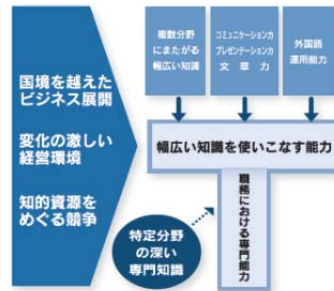 国境を越えた
ビジネス展開
変化の激しい
経営環境
知的資源を
めぐる競争
複数分野
にまたがる
幅広い知識
コミュニケーション力
プレゼンテーション力
文章力
外国語
運用能力
幅広い知識を使いこなす能力
職務における専門能力
特定分野
の深い
専門知識